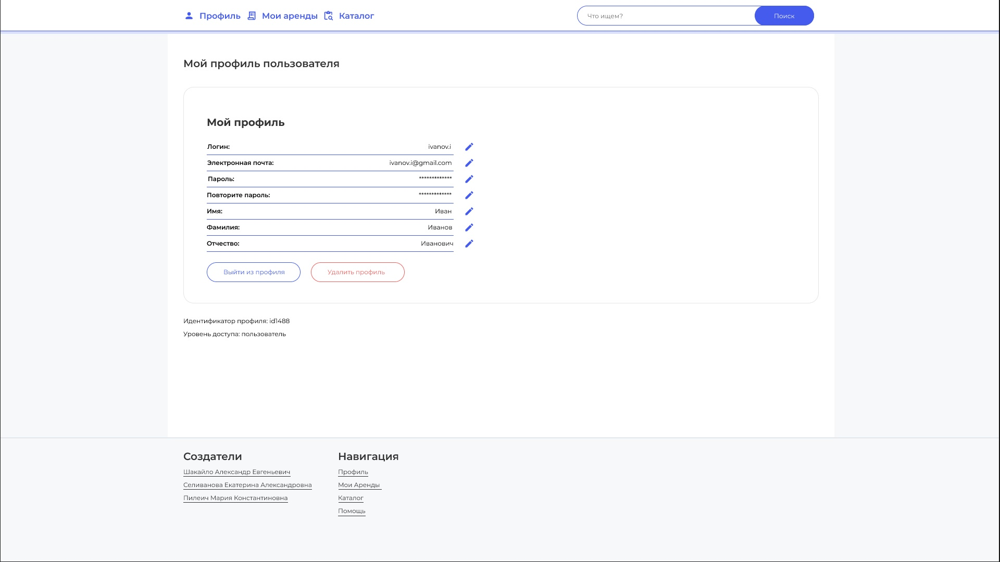 Профиль Мои аренды Каталог Что ищем? Поиск
Мой профиль пользователя
Мой профиль
Логин: ivanov.i
Электронная почта: ivanov.i@gmail.com
Пароль: *************
Повторите пароль: *************
Имя: Иван
Фамилия: Иванов
Отчество: Иванович
Выйти из профиля Удалить профиль
Идентификатор профиля: id1488
Уровень доступа: пользователь
Создатели
Шакайло Александр Евгеньевич
Селиванова Екатерина Александровна
Пилеич Мария Константиновна
Навигация
Профиль
Мои Аренды
Каталог
Помощь